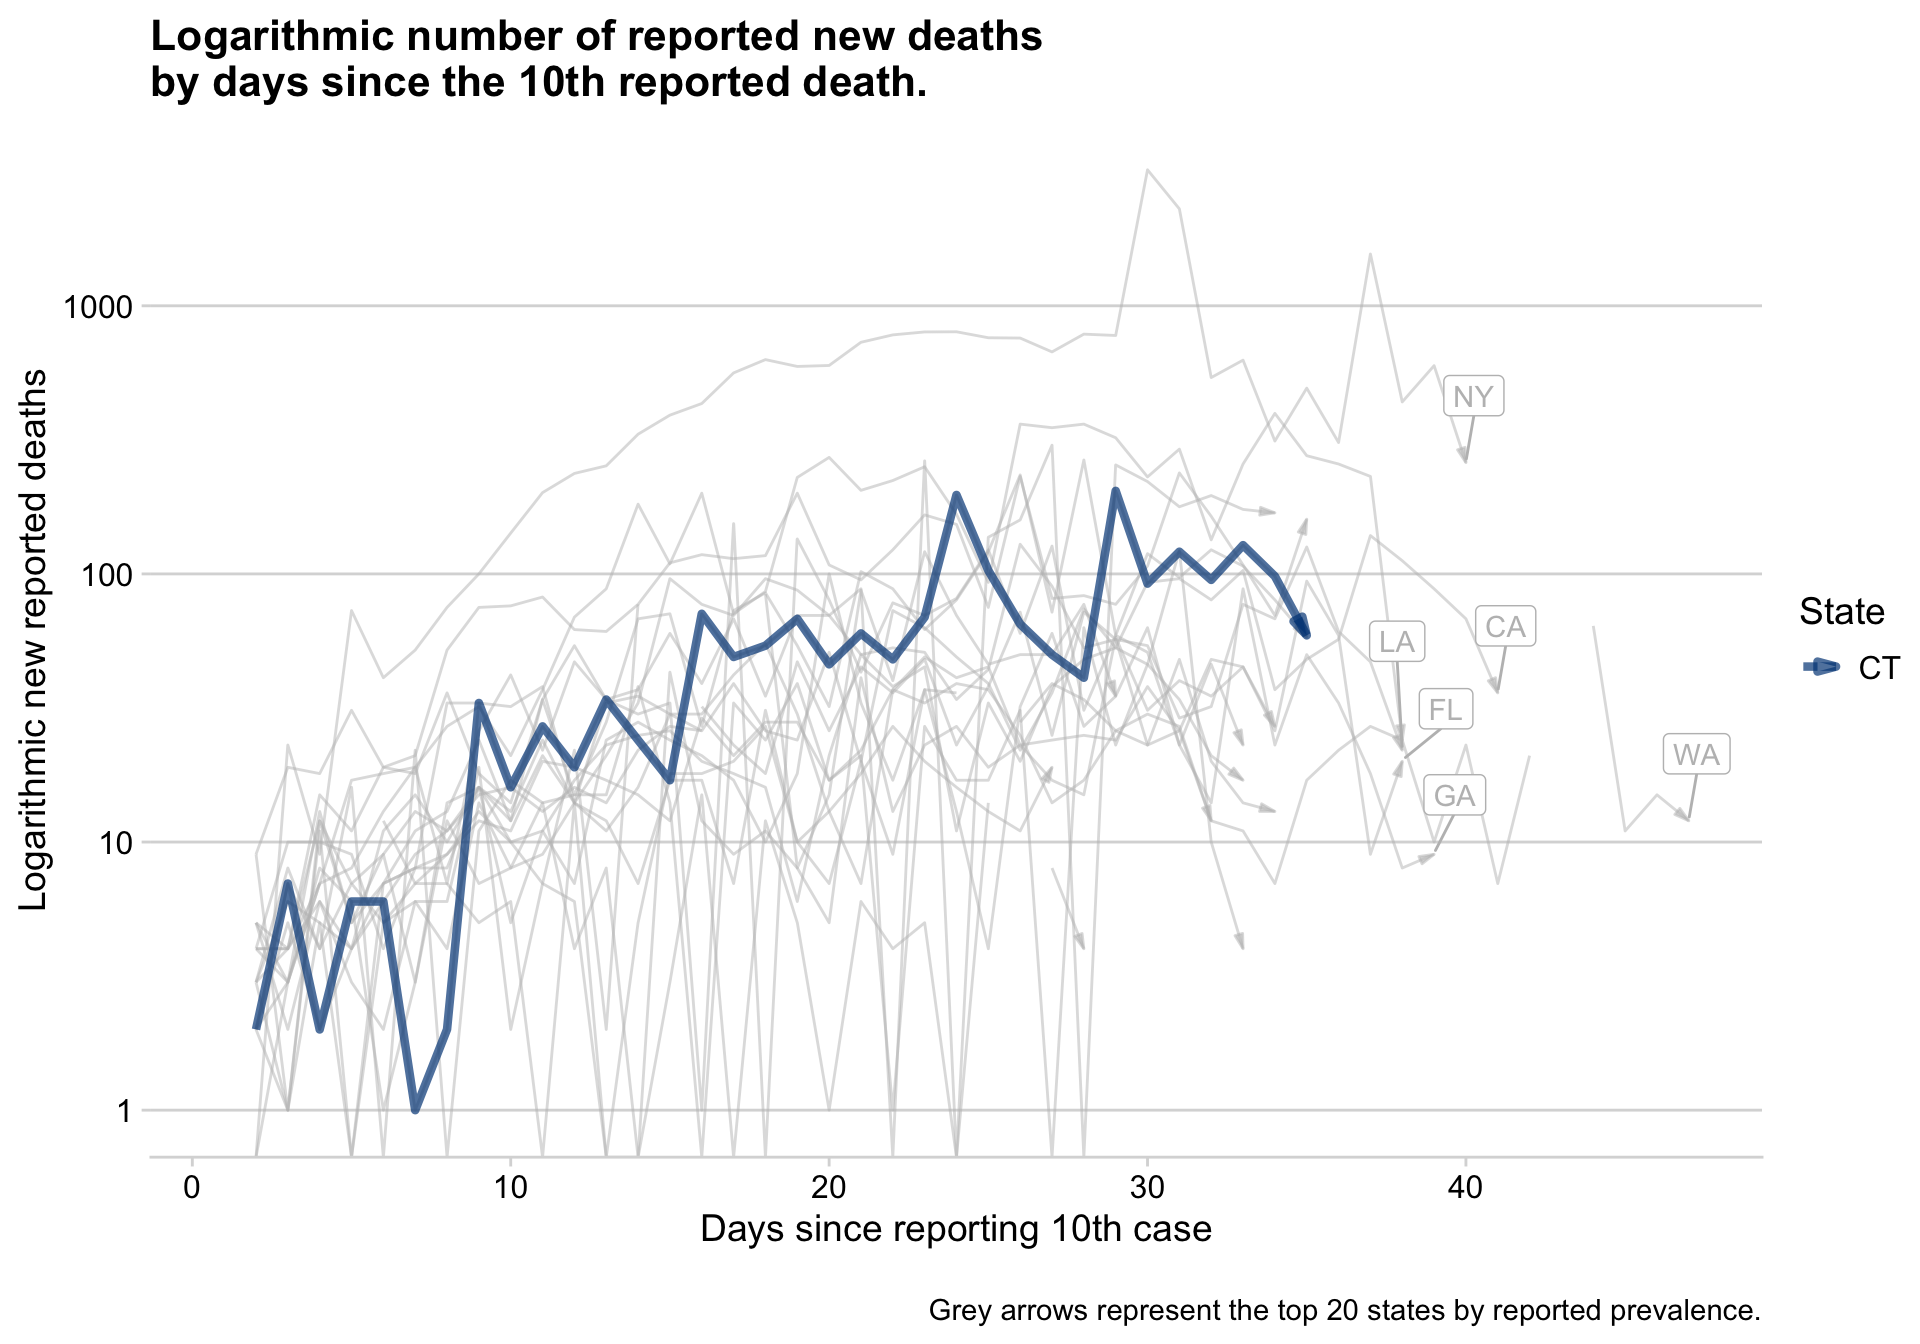 Logarithmic number of reported new deaths
by days since the 10th reported death.
Logarithmic new reported deaths
1000
100
10
1
NY
CA
LA
FL
WA
GA
State
CT
0 10 20 30 40
Days since reporting 10th case
Grey arrows represent the top 20 states by reported prevalence.